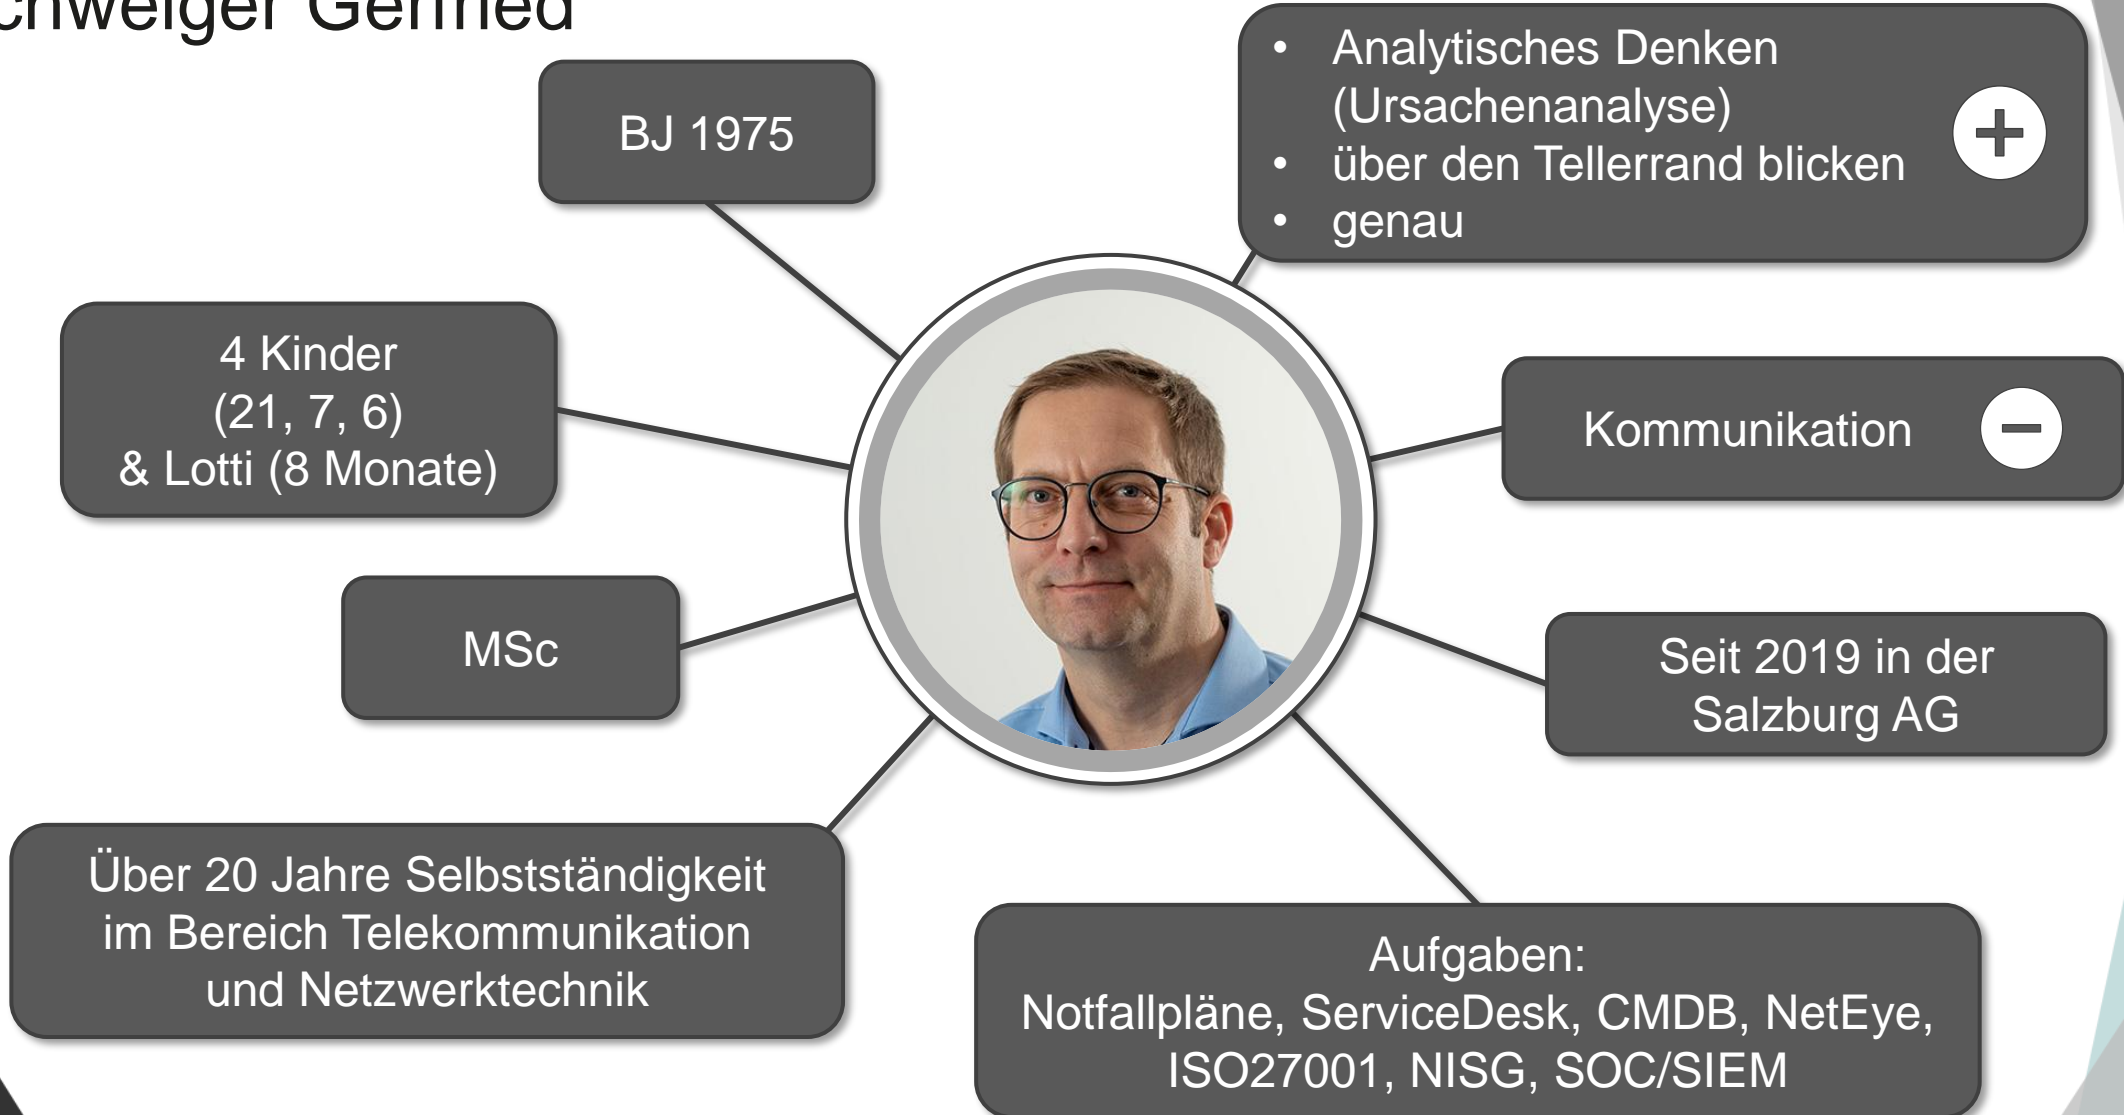 Analytisches Denken
(Ursachenanalyse)
über den Tellerrand blicken
genau
BJ 1975
4 Kinder
(21, 7, 6)
& Lotti (8 Monate)
Kommunikation
MSc
Seit 2019 in der
Salzburg AG
Über 20 Jahre Selbstständigkeit
im Bereich Telekommunikation
und Netzwerktechnik
Aufgaben:
Notfallpläne, ServiceDesk, CMDB, NetEye,
ISO27001, NISG, SOC/SIEM